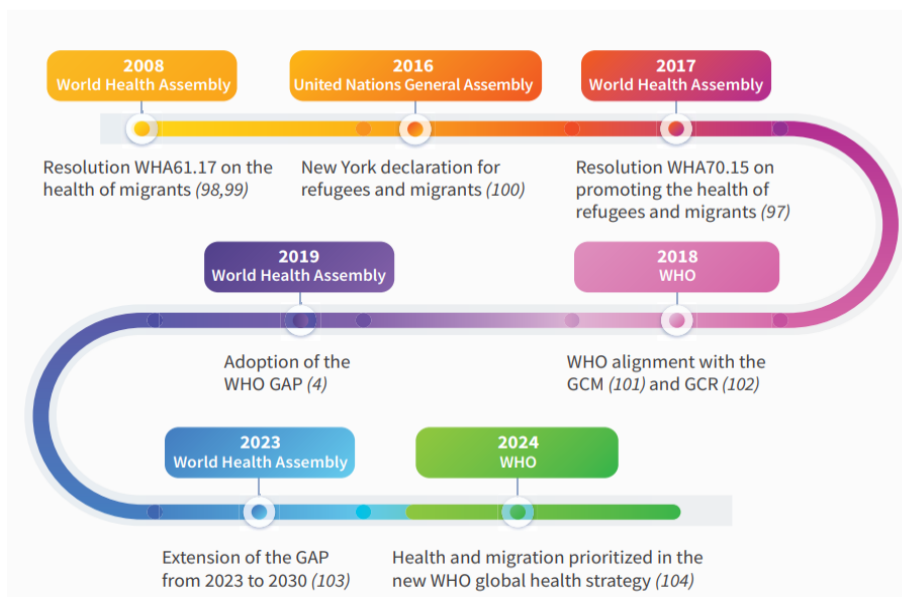 2008
World Health Assembly
Resolution WHA61.17 on the
health of migrants (98,99)
2016
United Nations General Assembly
New York declaration for
refugees and migrants (100)
2017
World Health Assembly
Resolution WHA70.15 on
promoting the health of
refugees and migrants (97)
2018
WHO
WHO alignment with the
GCM (101) and GCR (102)
2019
World Health Assembly
Adoption of the
WHO GAP (4)
2023
World Health Assembly
Extension of the GAP
from 2023 to 2030 (103)
2024
WHO
Health and migration prioritized in the
new WHO global health strategy (104)